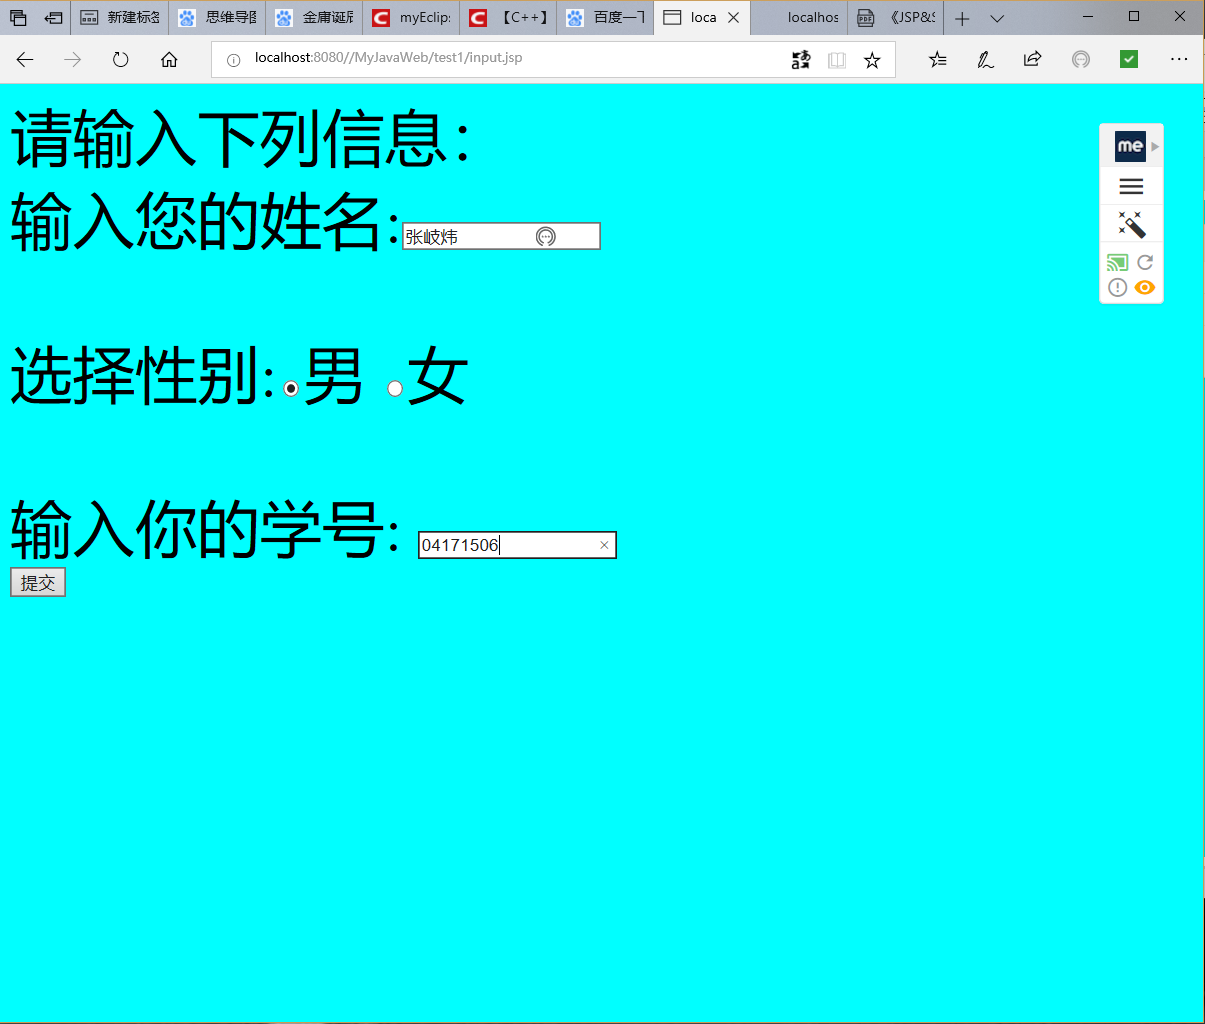 新建标签
思维导图
金庸诞辰
myEclips
【C++】
百度一下
loca
localhos
《JSP&S
localhost:8080//MyJavaWeb/test1/input.jsp
请输入下列信息：
me
输入您的姓名:张岐炜
选择性别:男 女
输入你的学号: 04171506
提交